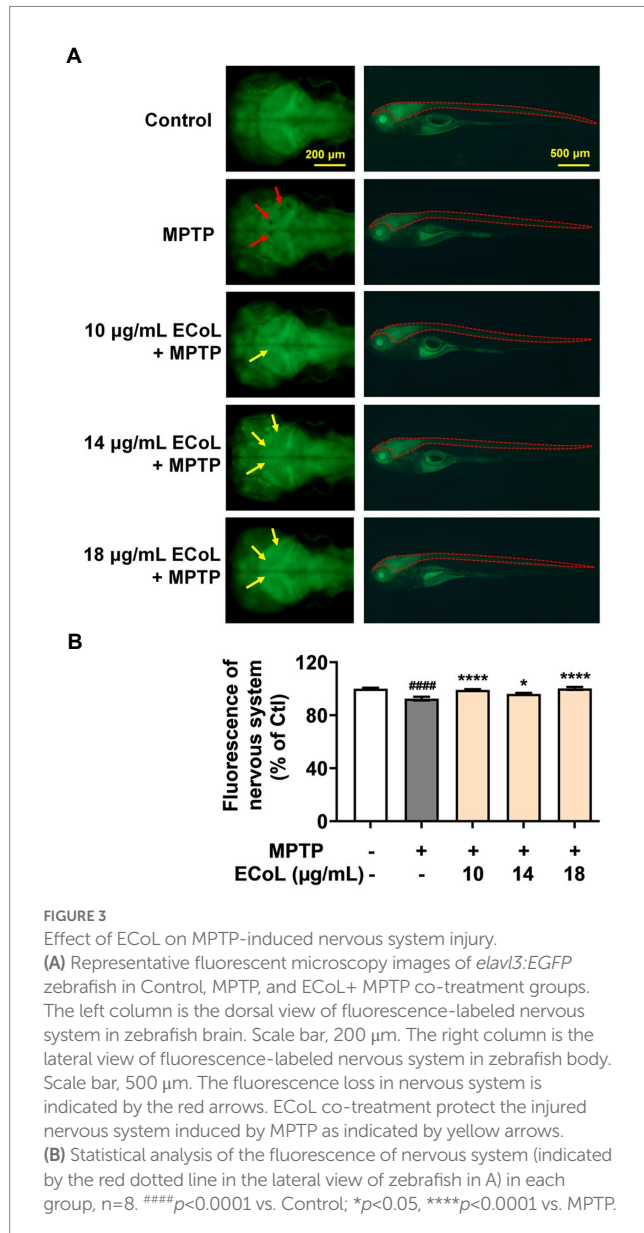 A
Control
200 µm
500 µm
MPTP
10 µg/mL ECoL
+ MPTP
14 µg/mL ECoL
+ MPTP
18 µg/mL ECoL
+ MPTP
B
Fluorescence of
nervous system
(% of Ctl)
120
80
40
0
####
****
*
****
MPTP - + + + +
ECoL (µg/mL) - - 10 14 18
FIGURE 3
Effect of ECoL on MPTP-induced nervous system injury.
(A) Representative fluorescent microscopy images of elavl3:EGFP
zebrafish in Control, MPTP, and ECoL+ MPTP co-treatment groups.
The left column is the dorsal view of fluorescence-labeled nervous
system in zebrafish brain. Scale bar, 200 μm. The right column is the
lateral view of fluorescence-labeled nervous system in zebrafish body.
Scale bar, 500 μm. The fluorescence loss in nervous system is
indicated by the red arrows. ECoL co-treatment protect the injured
nervous system induced by MPTP as indicated by yellow arrows.
(B) Statistical analysis of the fluorescence of nervous system (indicated
by the red dotted line in the lateral view of zebrafish in A) in each
group, n=8. ####p<0.0001 vs. Control; *p<0.05, ****p<0.0001 vs. MPTP.